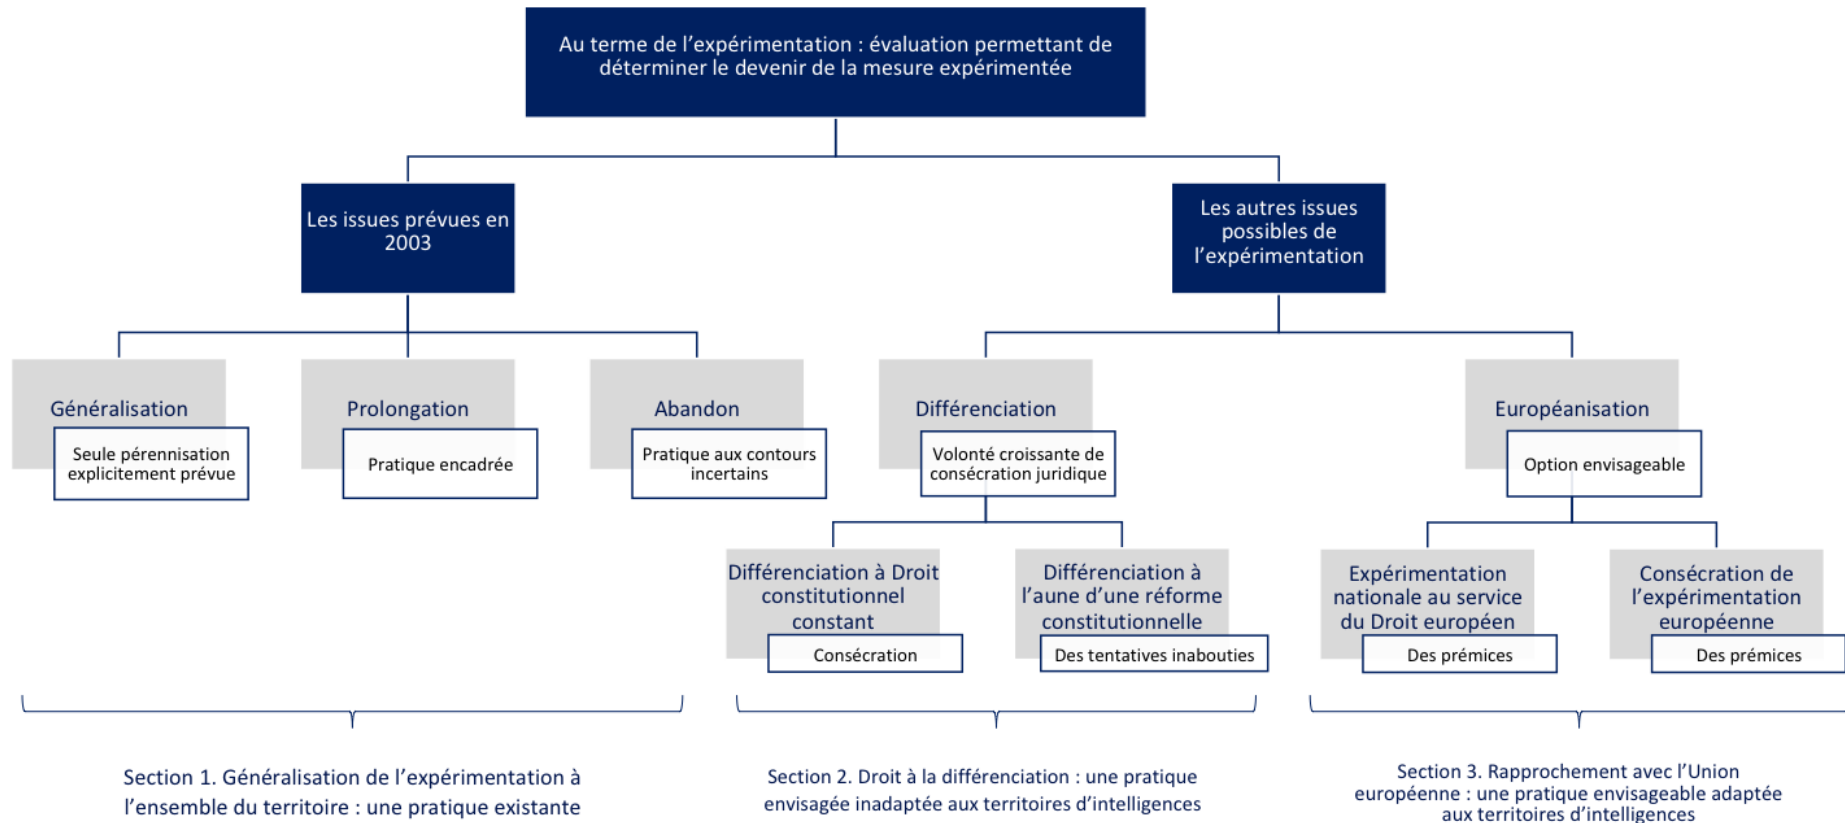 Au terme de l’expérimentation : évaluation permettant de
déterminer le devenir de la mesure expérimentée
Les issues prévues en
2003
Les autres issues
possibles de
l’expérimentation
Généralisation
Seule pérennisation
explicitement prévue
Prolongation
Pratique encadrée
Abandon
Pratique aux contours
incertains
Différenciation
Volonté croissante de
consécration juridique
Européanisation
Option envisageable
Différenciation à Droit
constitutionnel
constant
Consécration
Différenciation à
l’aune d’une réforme
constitutionnelle
Des tentatives inabouties
Expérimentation
nationale au service
du Droit européen
Des prémices
Consécration de
l’expérimentation
européenne
Des prémices
Section 1. Généralisation de l’expérimentation à
l’ensemble du territoire : une pratique existante
Section 2. Droit à la différenciation : une pratique
envisagée inadaptée aux territoires d’intelligences
Section 3. Rapprochement avec l’Union
européenne : une pratique envisageable adaptée
aux territoires d’intelligences